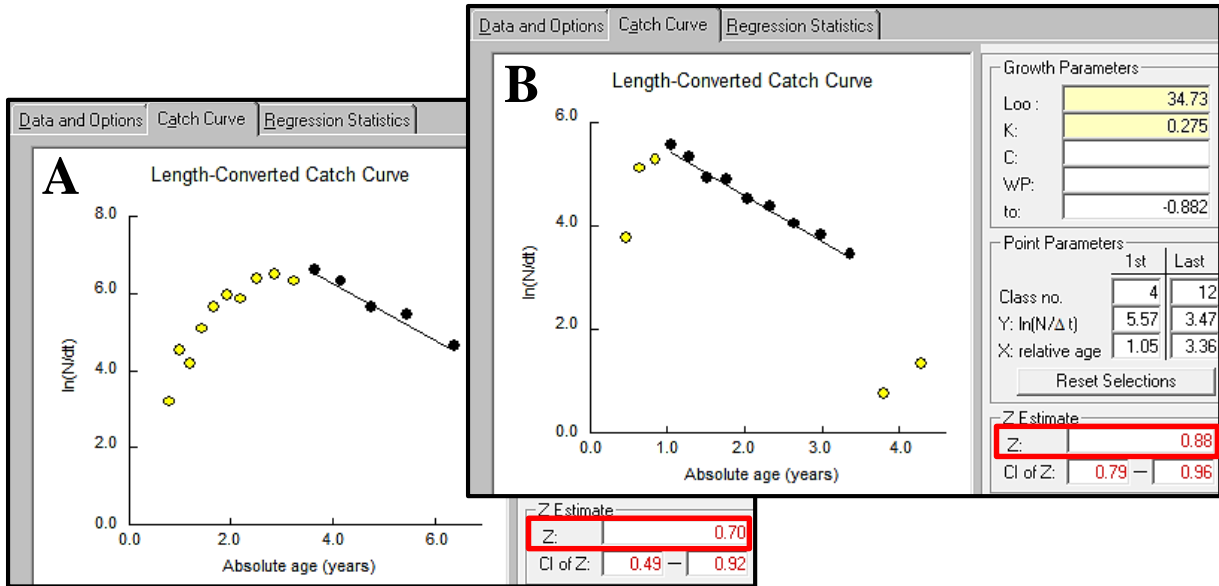 A
Data and Options Catch Curve Regression Statistics
Length-Converted Catch Curve
8.0
6.0
4.0
2.0
0.0
ln(N/dt)
0.0 2.0 4.0 6.0
Absolute age (years)
Z Estimate
Z: 0.70
CI of Z: 0.49 — 0.92
B
Data and Options Catch Curve Regression Statistics
Length-Converted Catch Curve
6.0
4.0
2.0
0.0
ln(N/dt)
0.0 1.0 2.0 3.0 4.0
Absolute age (years)
Growth Parameters
Loo : 34.73
K: 0.275
C:
WP:
to: -0.882
Point Parameters
1st Last
Class no. 4 12
Y: ln(N/Δ t) 5.57 3.47
X: relative age 1.05 3.36
Reset Selections
Z Estimate
Z: 0.88
CI of Z: 0.79 — 0.96